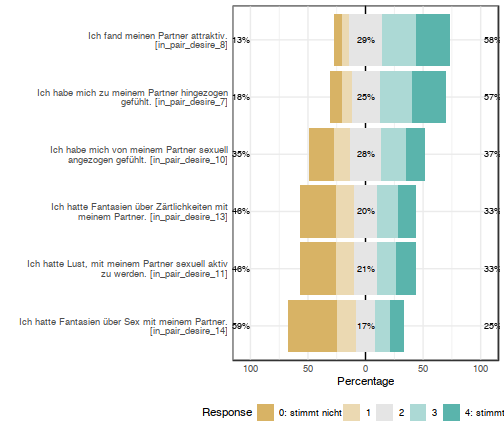 Ich fand meinen Partner attraktiv.
[in_pair_desire_8]
13%
29%
58%
Ich habe mich zu meinem Partner hingezogen
gefühlt. [in_pair_desire_7]
18%
25%
57%
Ich habe mich von meinem Partner sexuell
angezogen gefühlt. [in_pair_desire_10]
35%
28%
37%
Ich hatte Fantasien über Zärtlichkeiten mit
meinem Partner. [in_pair_desire_13]
46%
20%
33%
Ich hatte Lust, mit meinem Partner sexuell aktiv
zu werden. [in_pair_desire_11]
46%
21%
33%
Ich hatte Fantasien über Sex mit meinem Partner.
[in_pair_desire_14]
59%
17%
25%
100 50 0 50 100
Percentage
Response 0: stimmt nicht 1 2 3 4: stimmt